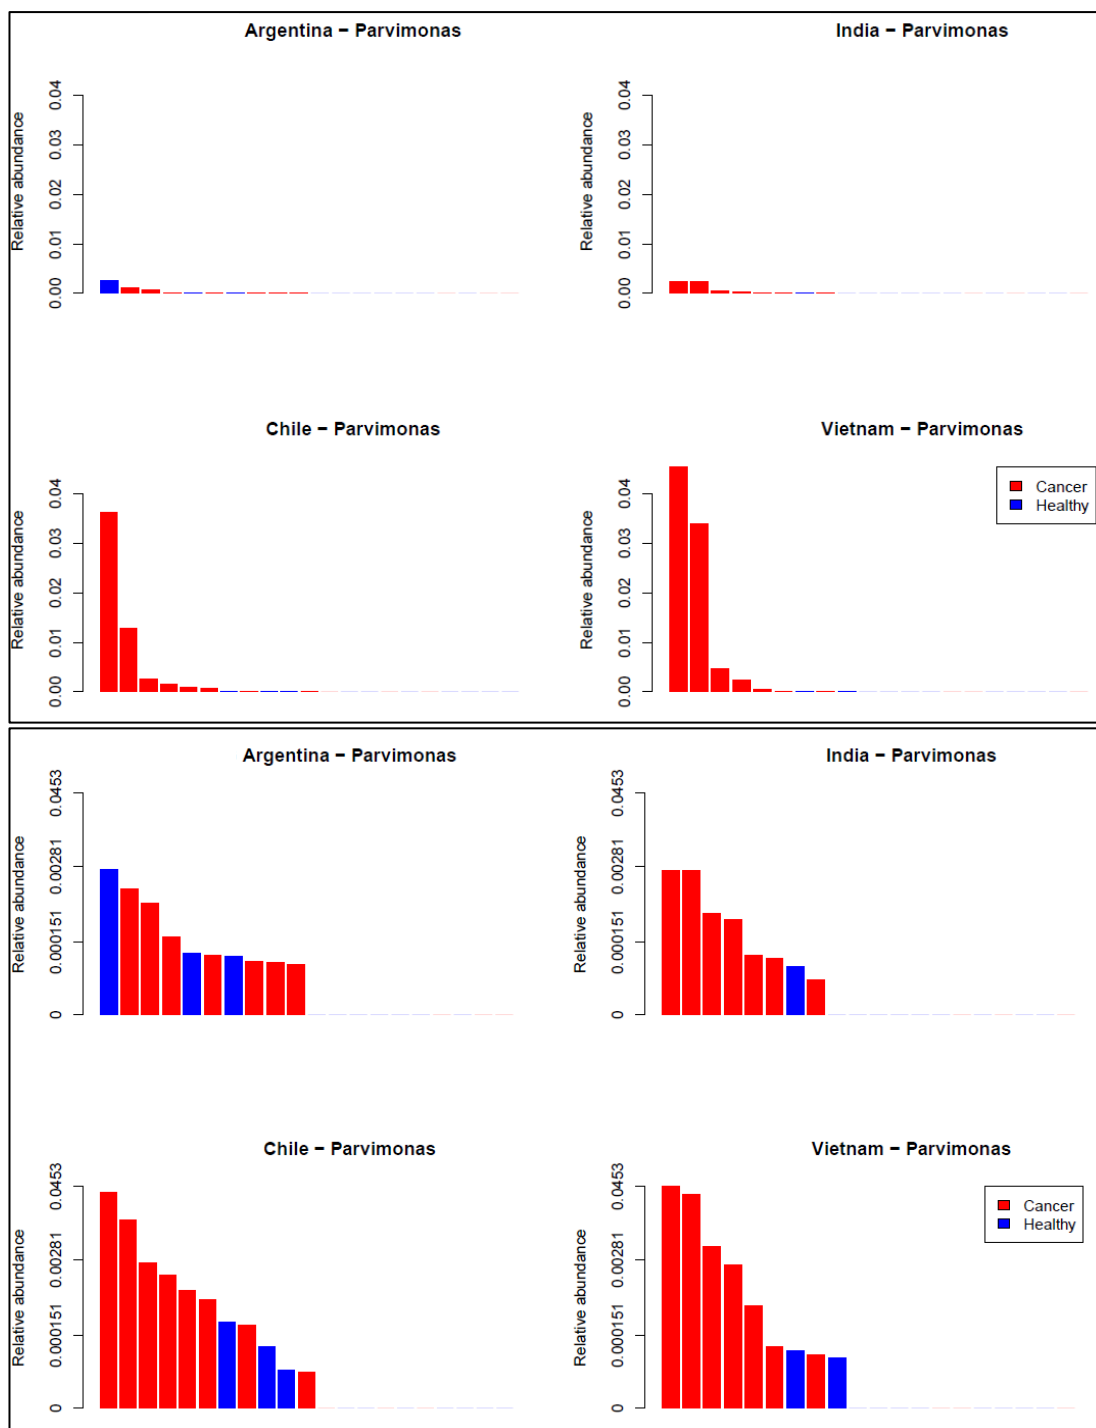 Argentina − Parvimonas
India − Parvimonas
Relative abundance
0.00 0.01 0.02 0.03 0.04
Relative abundance
0.00 0.01 0.02 0.03 0.04
Chile − Parvimonas
Vietnam − Parvimonas
Relative abundance
0.00 0.01 0.02 0.03 0.04
Relative abundance
0.00 0.01 0.02 0.03 0.04
Cancer
Healthy
Argentina − Parvimonas
India − Parvimonas
Relative abundance
0 0.000151 0.00281 0.0453
Relative abundance
0 0.000151 0.00281 0.0453
Chile − Parvimonas
Vietnam − Parvimonas
Relative abundance
0 0.000151 0.00281 0.0453
Relative abundance
0 0.000151 0.00281 0.0453
Cancer
Healthy